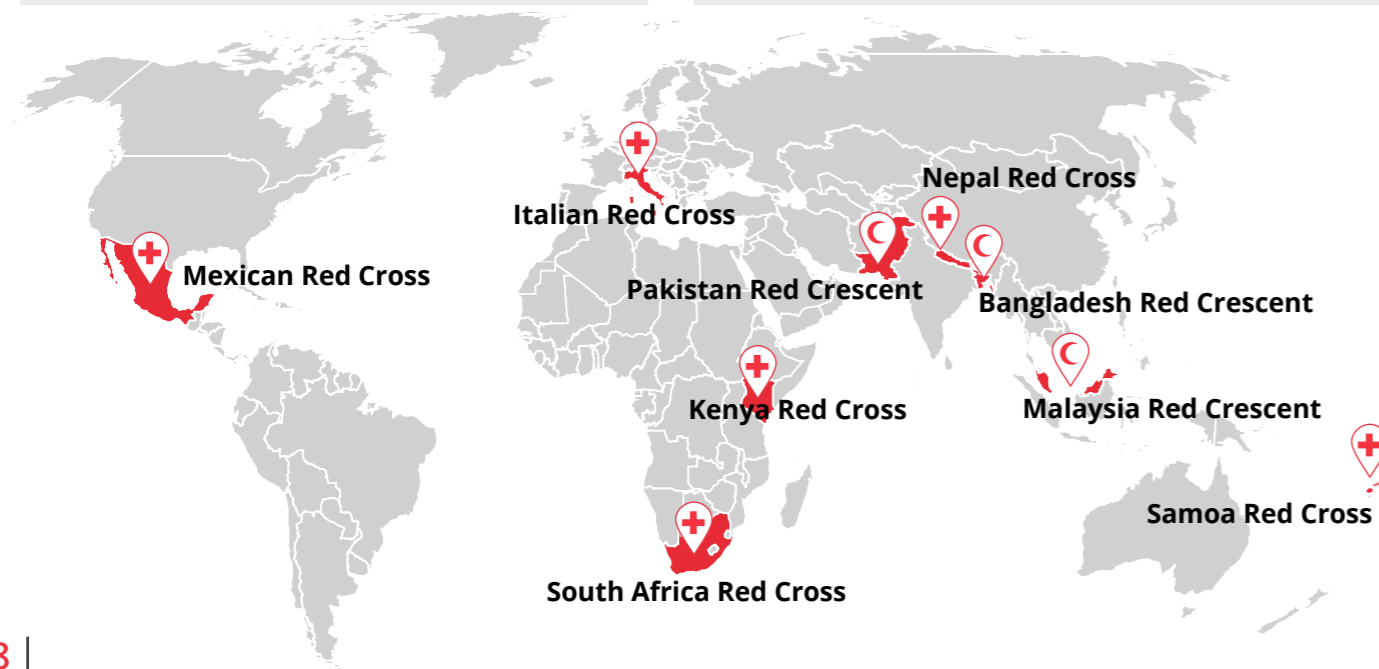 Nepal Red Cross
Italian Red Cross
Mexican Red Cross
Pakistan Red Crescent
Bangladesh Red Crescent
Kenya Red Cross
Malaysia Red Crescent
Samoa Red Cross
South Africa Red Cross